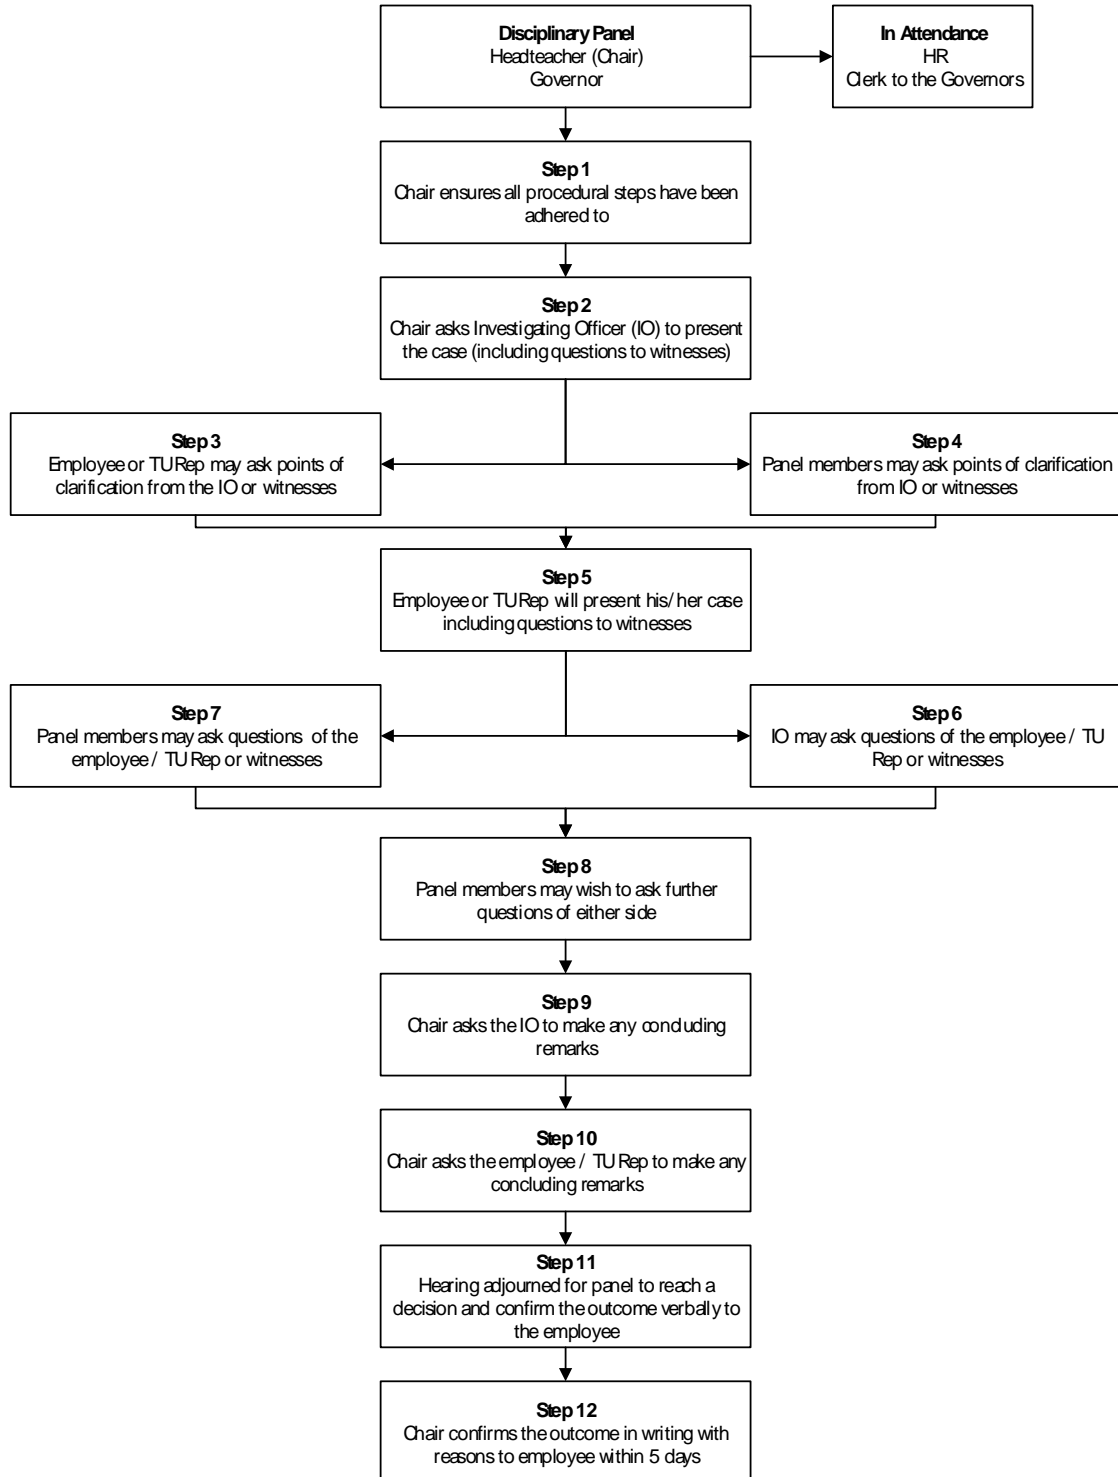 Disciplinary Panel
Headteacher (Chair)
Governor
In Attendance
HR
Clerk to the Governors
Step 1
Chair ensures all procedural steps have been
adhered to
Step 2
Chair asks Investigating Officer (IO) to present
the case (including questions to witnesses)
Step 3
Employee or TU Rep may ask points of
clarification from the IO or witnesses
Step 4
Panel members may ask points of clarification
from IO or witnesses
Step 5
Employee or TU Rep will present his/ her case
including questions to witnesses
Step 7
Panel members may ask questions of the
employee / TU Rep or witnesses
Step 6
IO may ask questions of the employee / TU
Rep or witnesses
Step 8
Panel members may wish to ask further
questions of either side
Step 9
Chair asks the IO to make any concluding
remarks
Step 10
Chair asks the employee / TU Rep to make any
concluding remarks
Step 11
Hearing adjourned for panel to reach a
decision and confirm the outcome verbally to
the employee
Step 12
Chair confirms the outcome in writing with
reasons to employee within 5 days